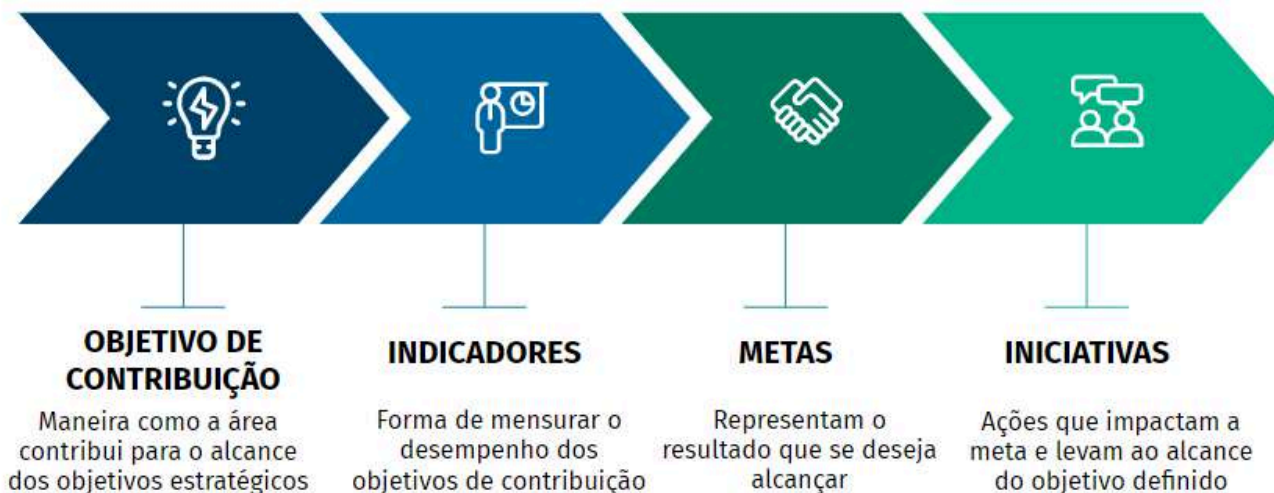 OBJETIVO DE
CONTRIBUIÇÃO
Maneira como a área
contribui para o alcance
dos objetivos estratégicos
INDICADORES
Forma de mensurar o
desempenho dos
objetivos de contribuição
METAS
Representam o
resultado que se deseja
alcançar
INICIATIVAS
Ações que impactam a
meta e levam ao alcance
do objetivo definido